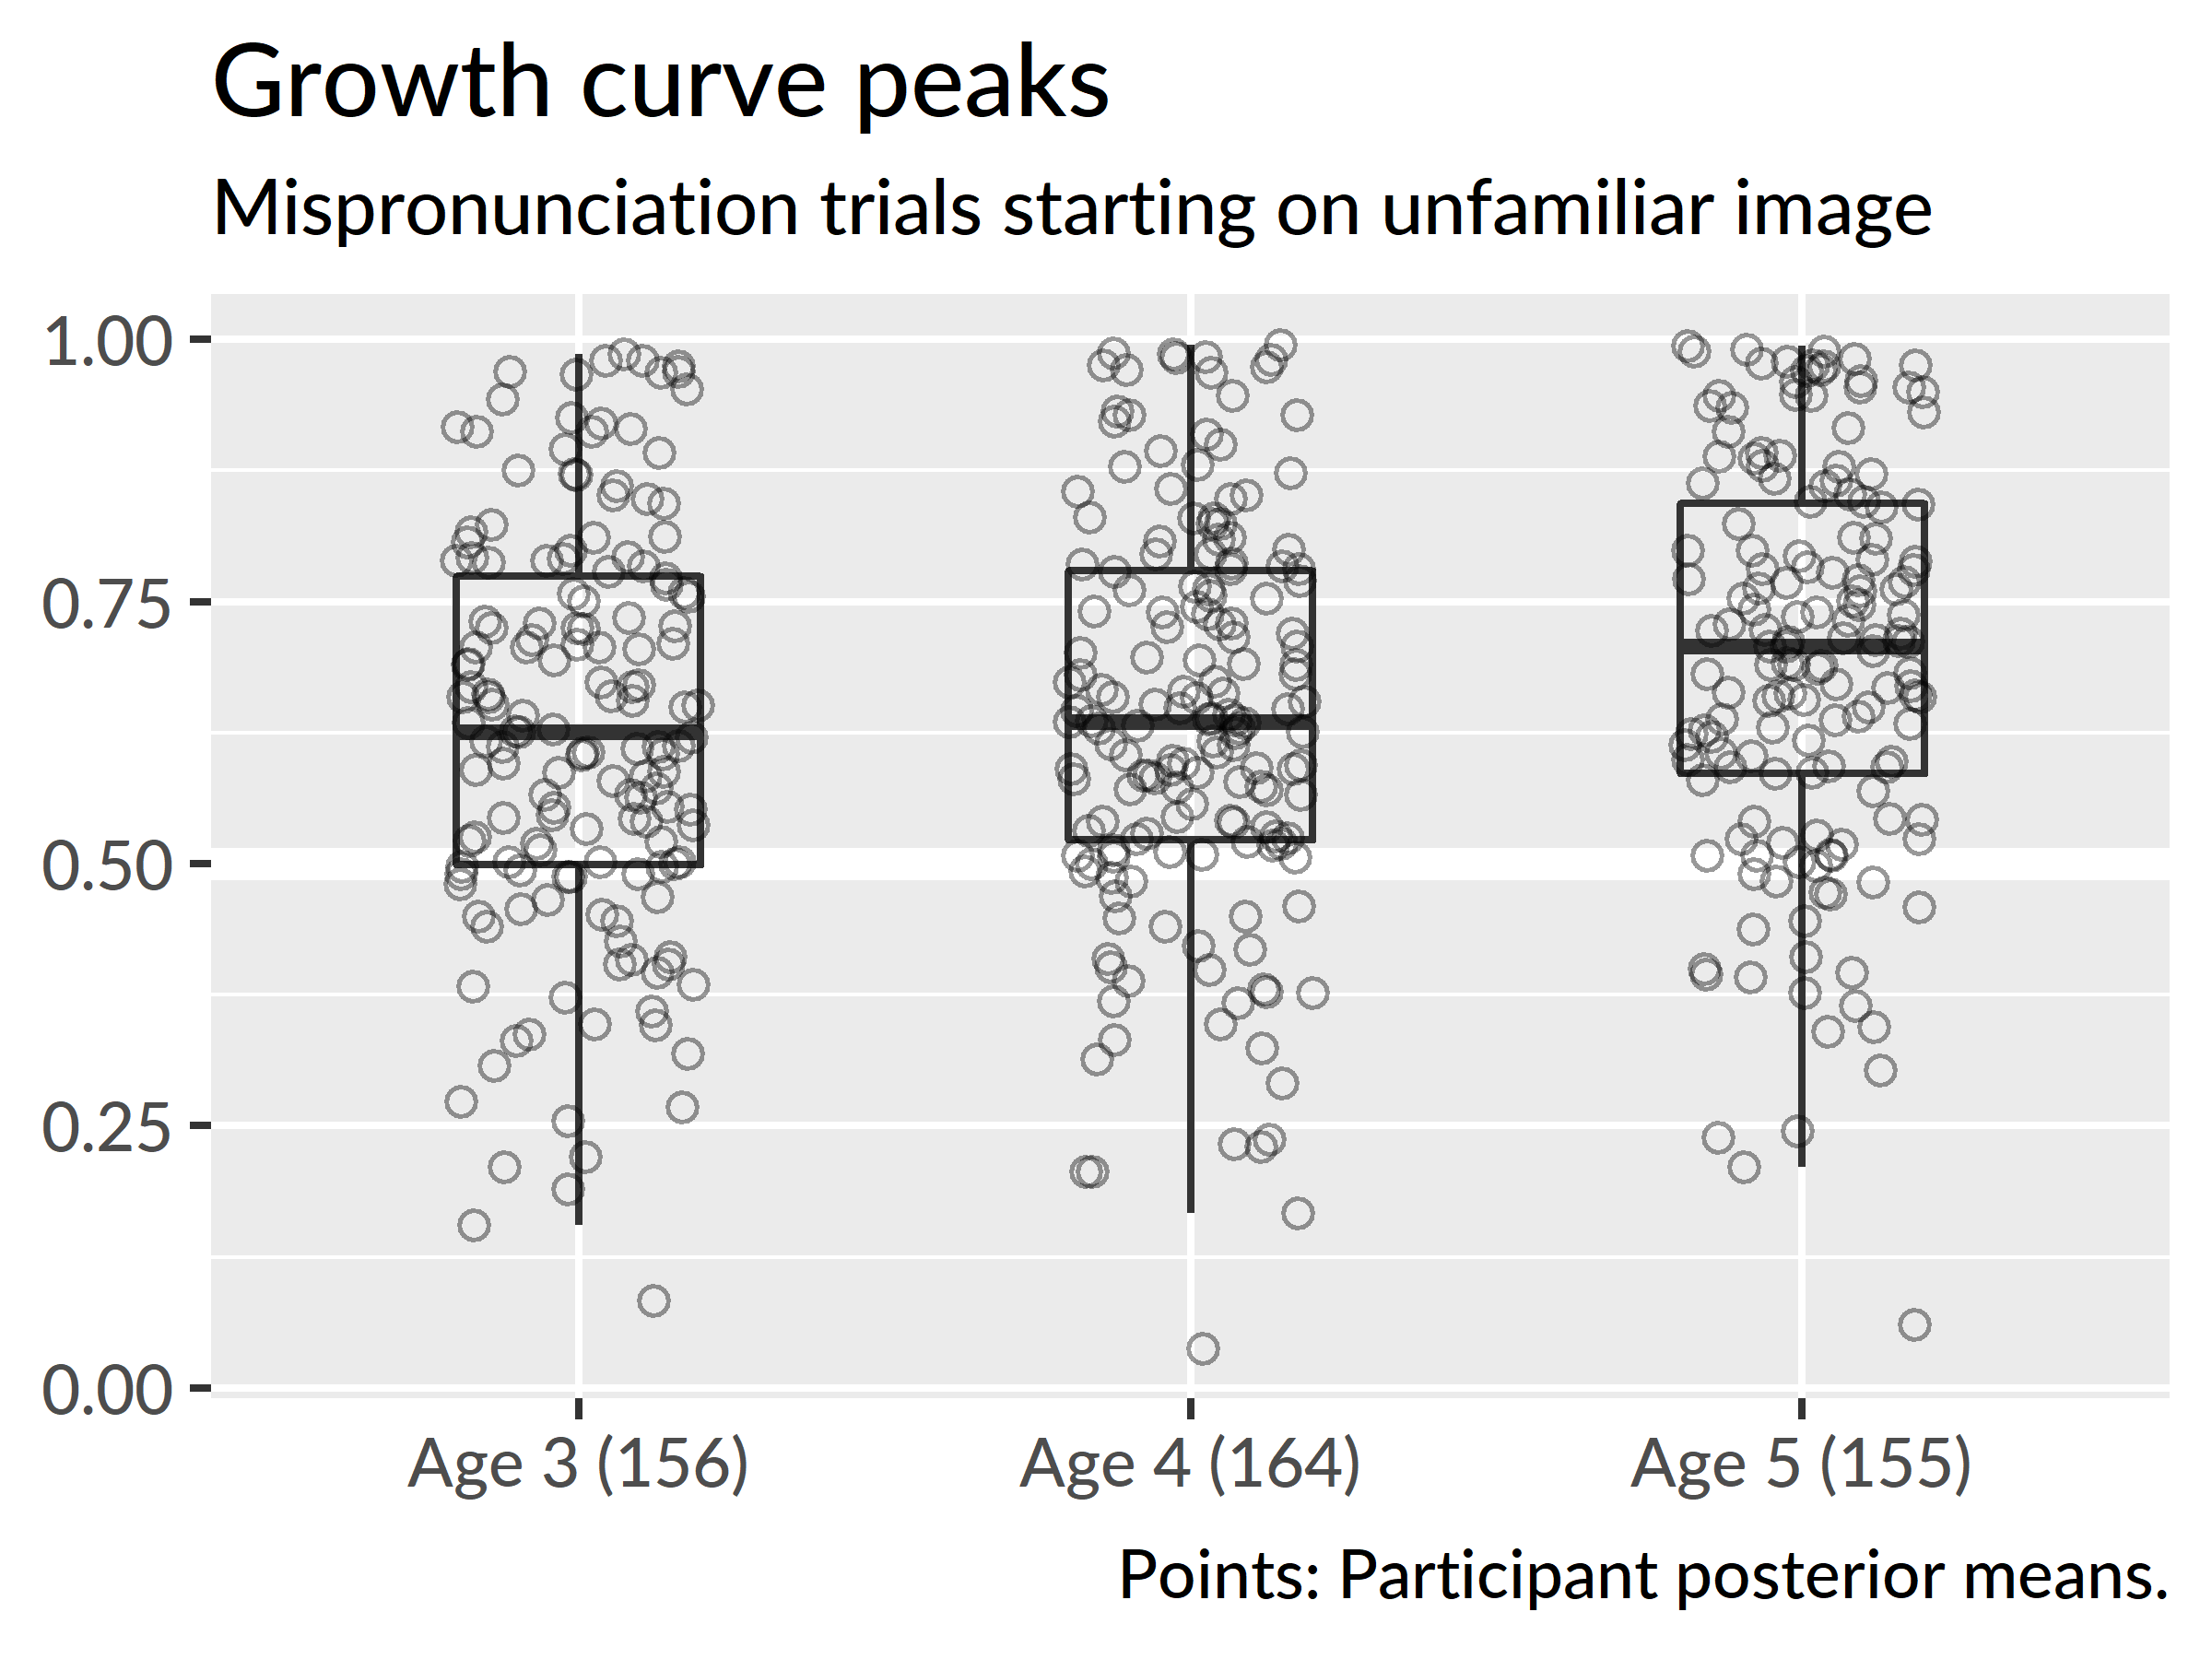 Growth curve peaks
Mispronunciation trials starting on unfamiliar image
1.00
0.75
0.50
0.25
0.00
Age 3 (156)
Age 4 (164)
Age 5 (155)
Points: Participant posterior means.